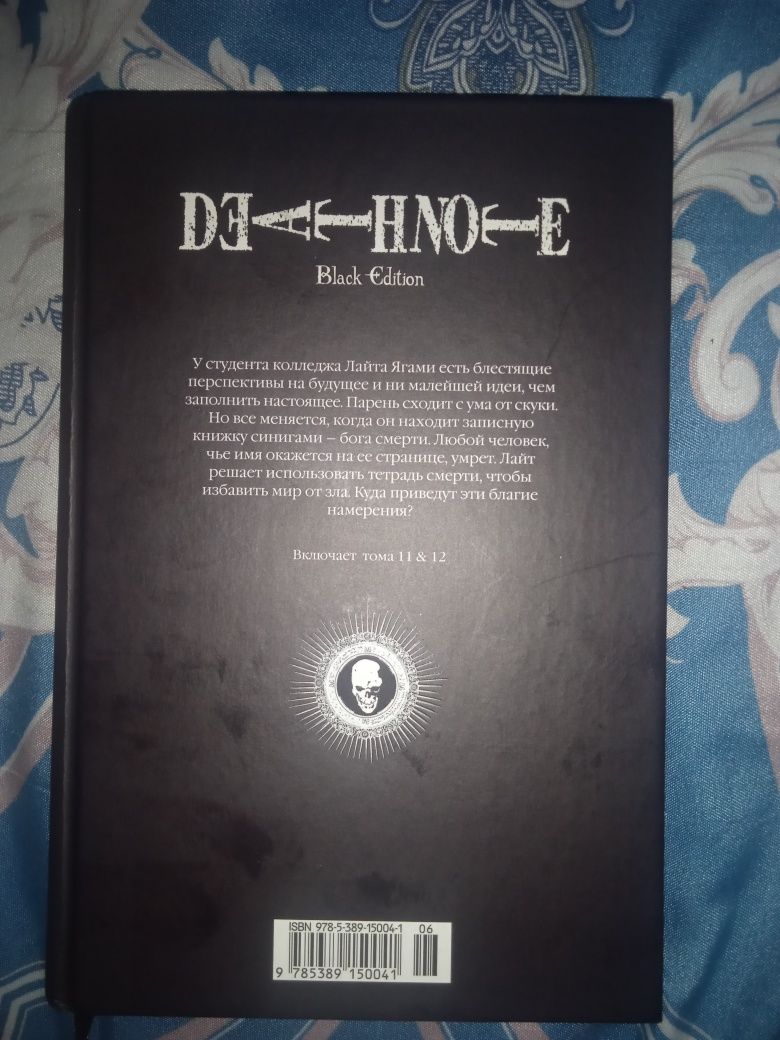 DEATHNOTE
Black Edition
У студента колледжа Лайта Ягами есть блестящие
перспективы на будущее и ни малейшей идеи, чем
заполнить настоящее. Парень сходит с ума от скуки.
Но все меняется, когда он находит записную
книжку синигами – бога смерти. Любой человек,
чье имя окажется на ее странице, умрет. Лайт
решает использовать тетрадь смерти, чтобы
избавить мир от зла. Куда приведут эти благие
намерения?
Включает тома 11 & 12
ISBN 978-5-389-15004-1 06
9 785389 150041